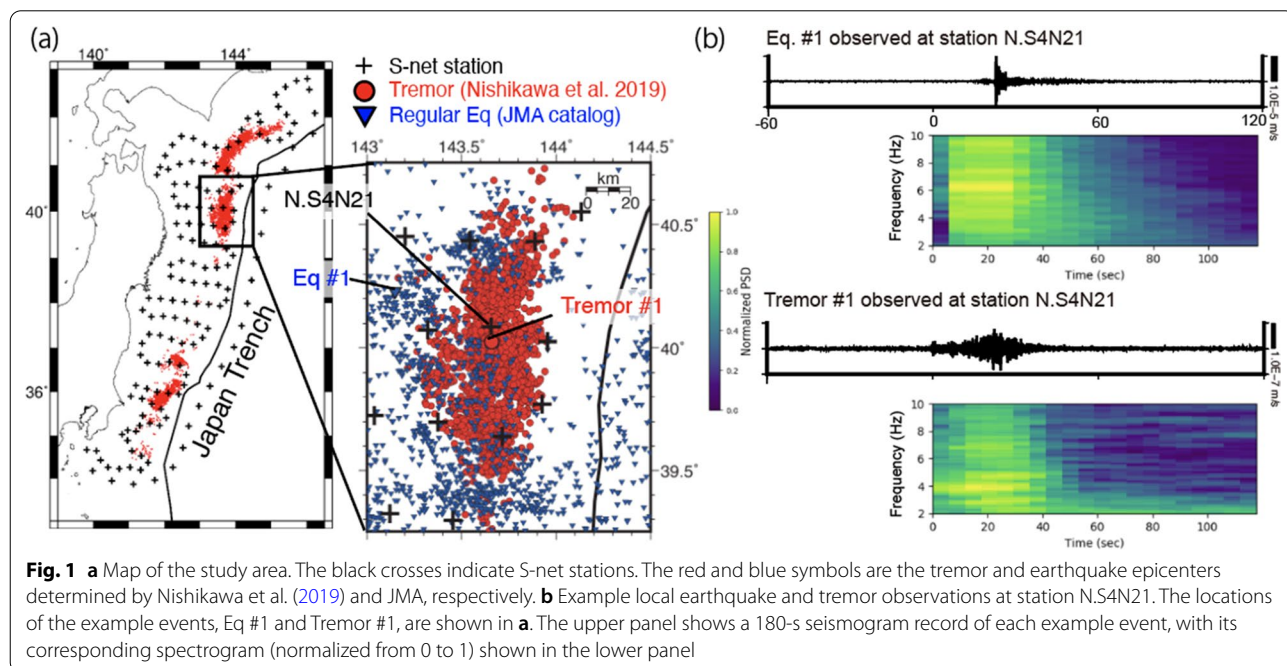 (a)
140°
144°
40°
36°
Japan Trench
S-net station
Tremor (Nishikawa et al. 2019)
Regular Eq (JMA catalog)
143
143.5°
144°
144.5°
km
0 20
N.S4N21
Eq #1
Tremor #1
40.5°
40°
39.5°
(b)
Eq. #1 observed at station N.S4N21
1.0E-5 m/s
-60 0 60 120
Frequency (Hz)
10
8
6
4
2
0 20 40 60 80 100
Time (sec)
Normalized PSD
1.0
0.8
0.6
0.4
0.2
0.0
Tremor #1 observed at station N.S4N21
1.0E-7 m/s
Frequency (Hz)
10
8
6
4
2
0 20 40 60 80 100
Time (sec)
Fig. 1 a Map of the study area. The black crosses indicate S-net stations. The red and blue symbols are the tremor and earthquake epicenters
determined by Nishikawa et al. (2019) and JMA, respectively. b Example local earthquake and tremor observations at station N.S4N21. The locations
of the example events, Eq #1 and Tremor #1, are shown in a. The upper panel shows a 180-s seismogram record of each example event, with its
corresponding spectrogram (normalized from 0 to 1) shown in the lower panel